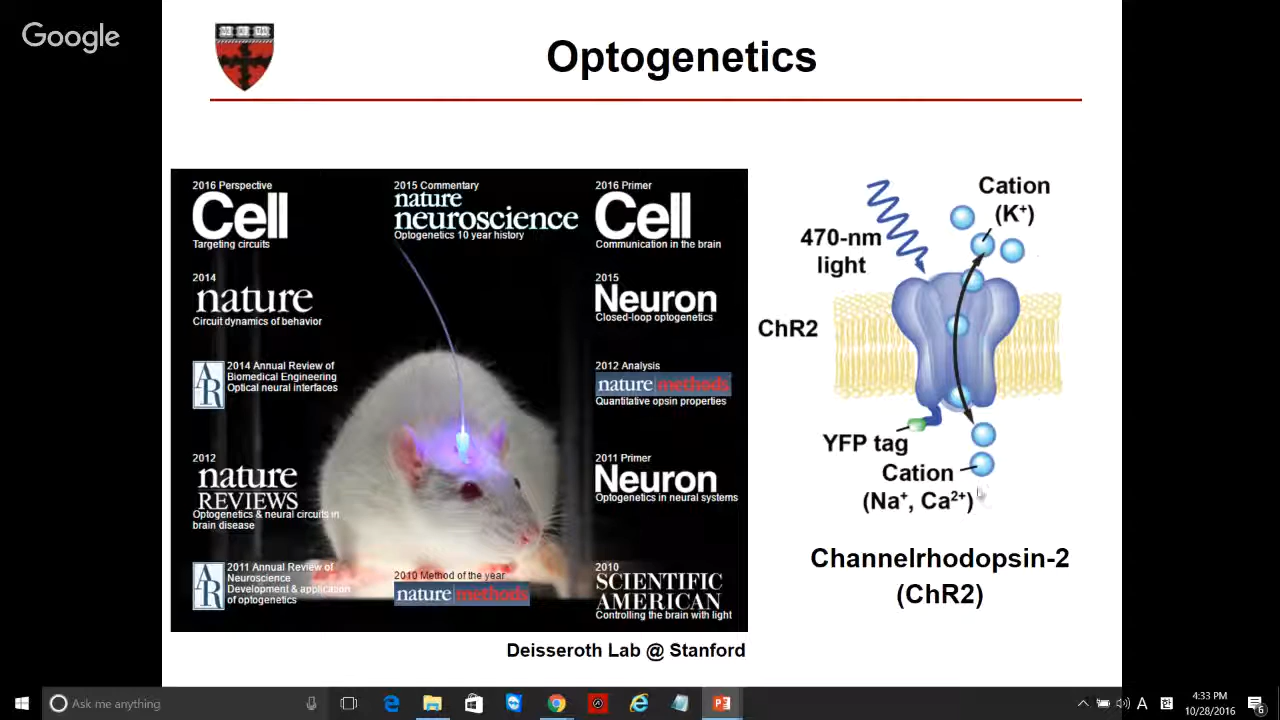 Google
Optogenetics
2016 Perspective
Cell
Targeting circuits
2015 Commentary
nature
neuroscience
Optogenetics 10 year history
2016 Primer
Cell
Communication in the brain
2014
nature
Circuit dynamics of behavior
2015
Neuron
Closed-loop optogenetics
AR
2014 Annual Review of
Biomedical Engineering
Optical neural interfaces
2012 Analysis
nature methods
Quantitative opsin properties
2012
nature
REVIEWS
Optogenetics & neural circuits in
brain disease
2011 Primer
Neuron
Optogenetics in neural systems
AR
2011 Annual Review of
Neuroscience
Development & application
of optogenetics
2010 Method of the year
nature methods
2010
SCIENTIFIC
AMERICAN
Controlling the brain with light
Deisseroth Lab @ Stanford
Cation
(K⁺)
470-nm
light
ChR2
YFP tag
Cation
(Na⁺, Ca²⁺)
Channelrhodopsin-2
(ChR2)
Ask me anything
A
4:33 PM
10/28/2016
6